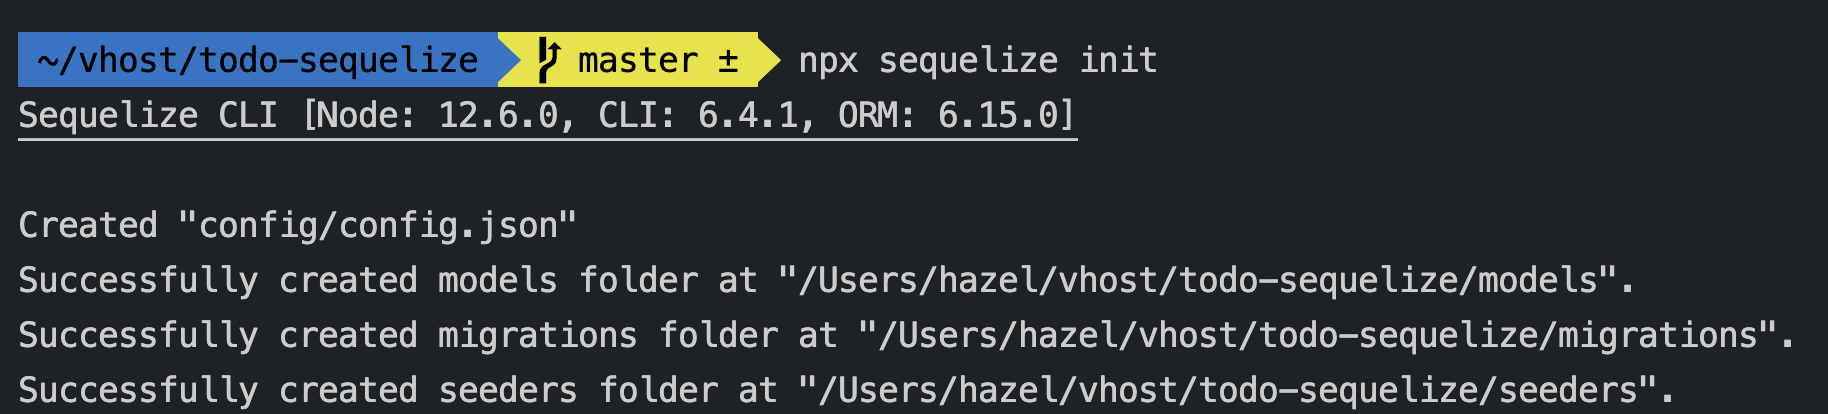 ~/vhost/todo-sequelize master ± npx sequelize init
Sequelize CLI [Node: 12.6.0, CLI: 6.4.1, ORM: 6.15.0]
Created "config/config.json"
Successfully created models folder at "/Users/hazel/vhost/todo-sequelize/models".
Successfully created migrations folder at "/Users/hazel/vhost/todo-sequelize/migrations".
Successfully created seeders folder at "/Users/hazel/vhost/todo-sequelize/seeders".